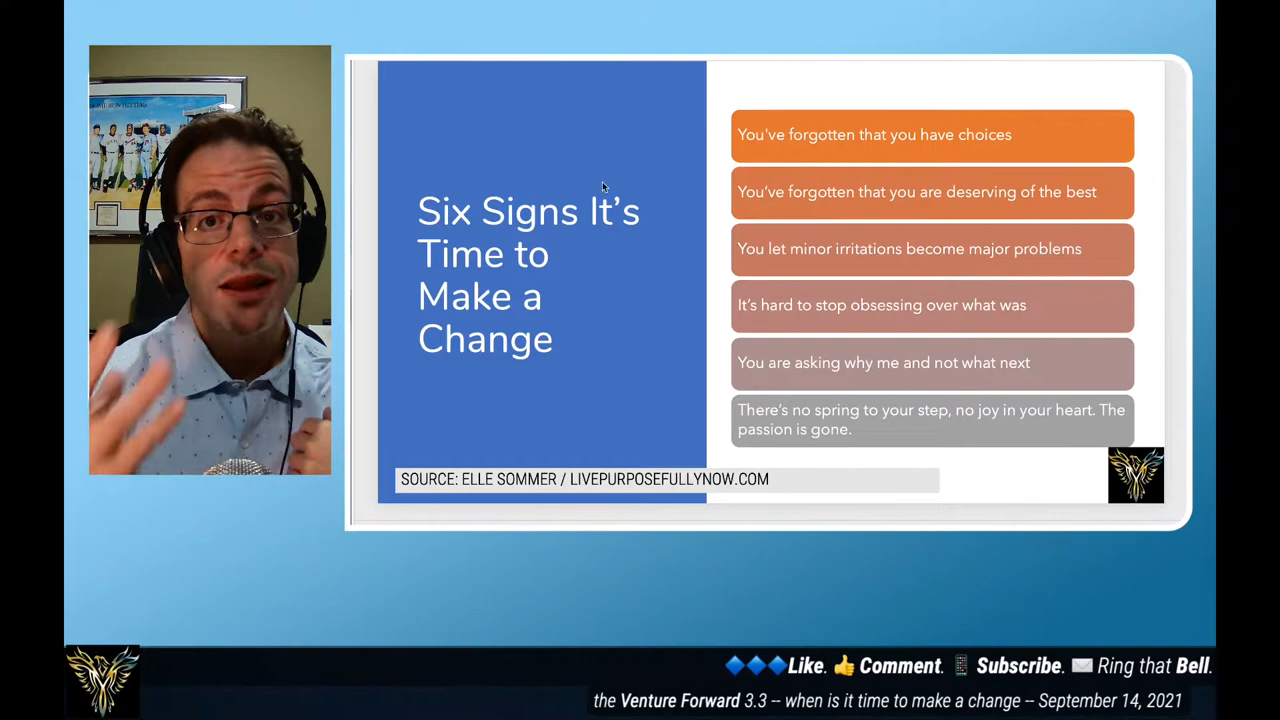 Six Signs It's
Time to
Make a
Change
You've forgotten that you have choices
You've forgotten that you are deserving of the best
You let minor irritations become major problems
It's hard to stop obsessing over what was
You are asking why me and not what next
There's no spring to your step, no joy in your heart. The
passion is gone.
SOURCE: ELLE SOMMER / LIVEPURPOSEFULLYNOW.COM
Like. Comment. Subscribe. Ring that Bell.
the Venture Forward 3.3 -- when is it time to make a change -- September 14, 2021